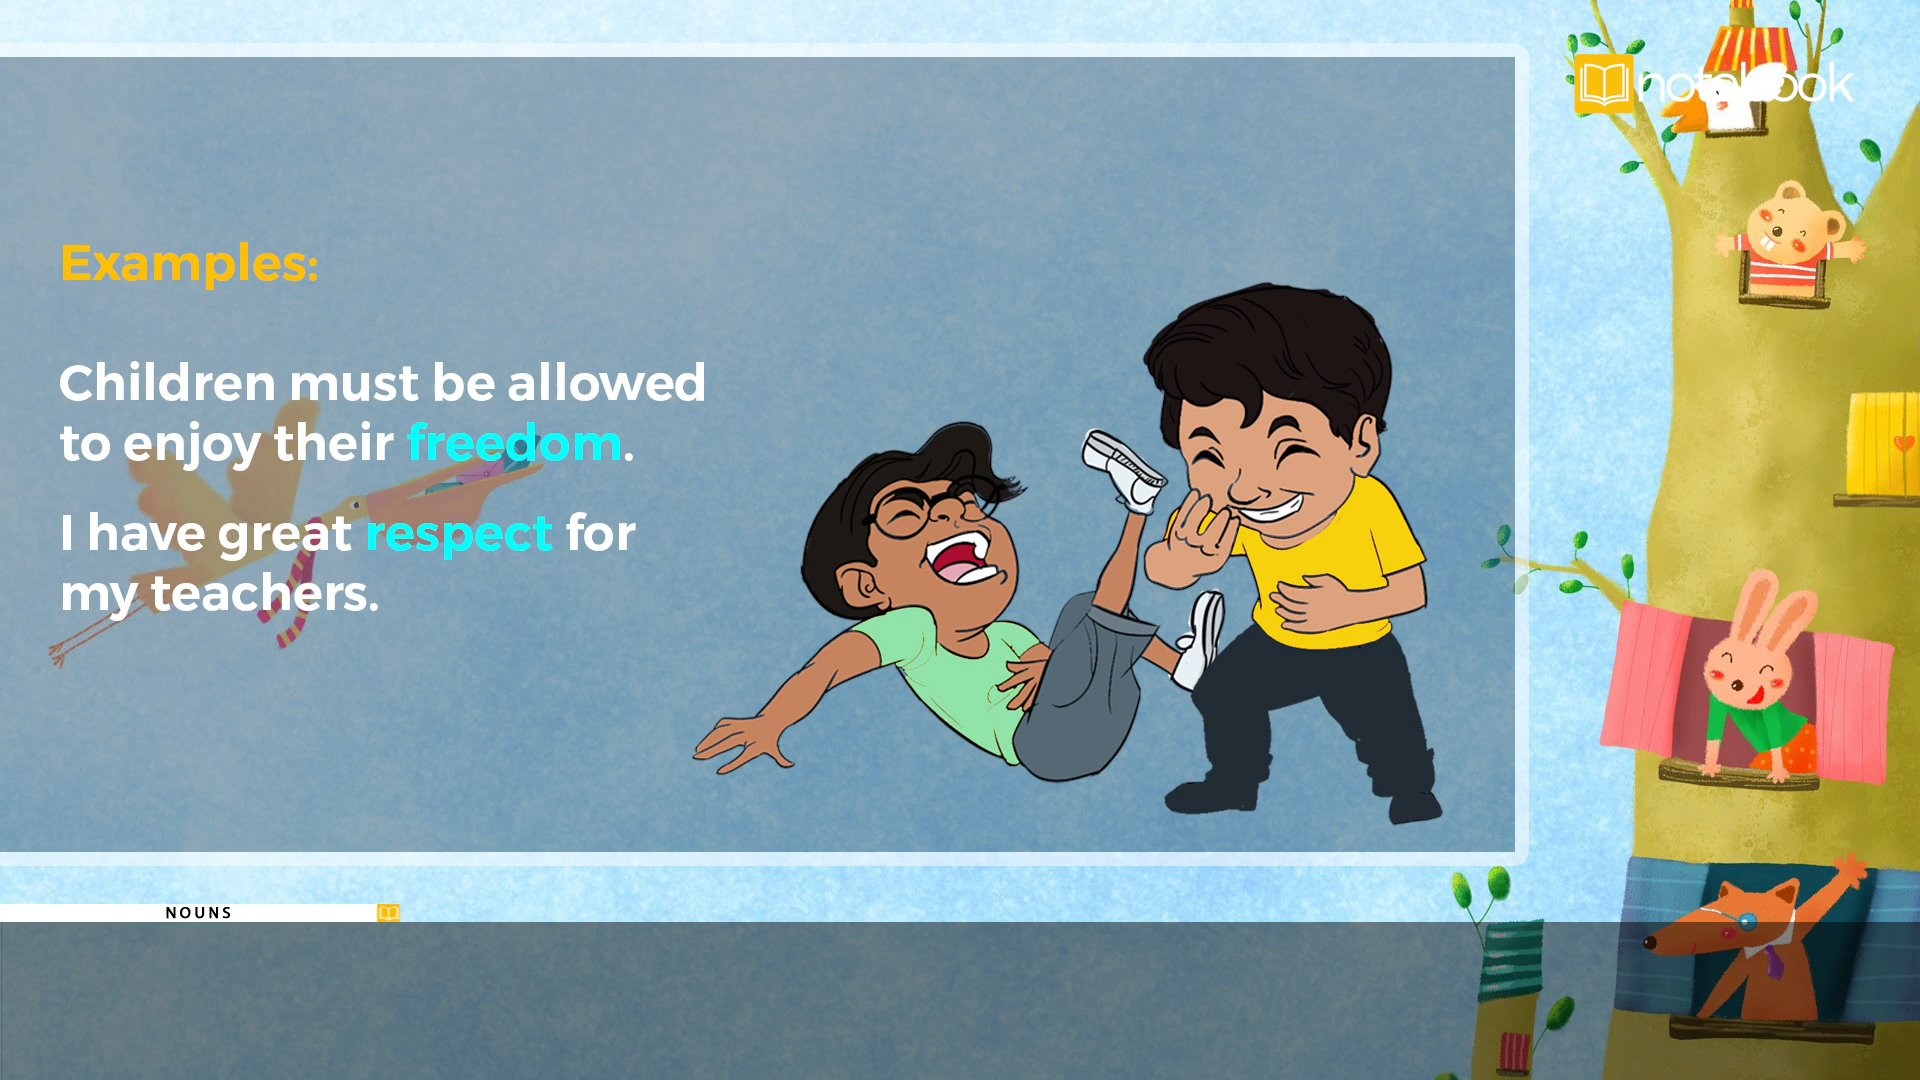 notebook
Examples:
Children must be allowed
to enjoy their freedom.
I have great respect for
my teachers.
NOUNS